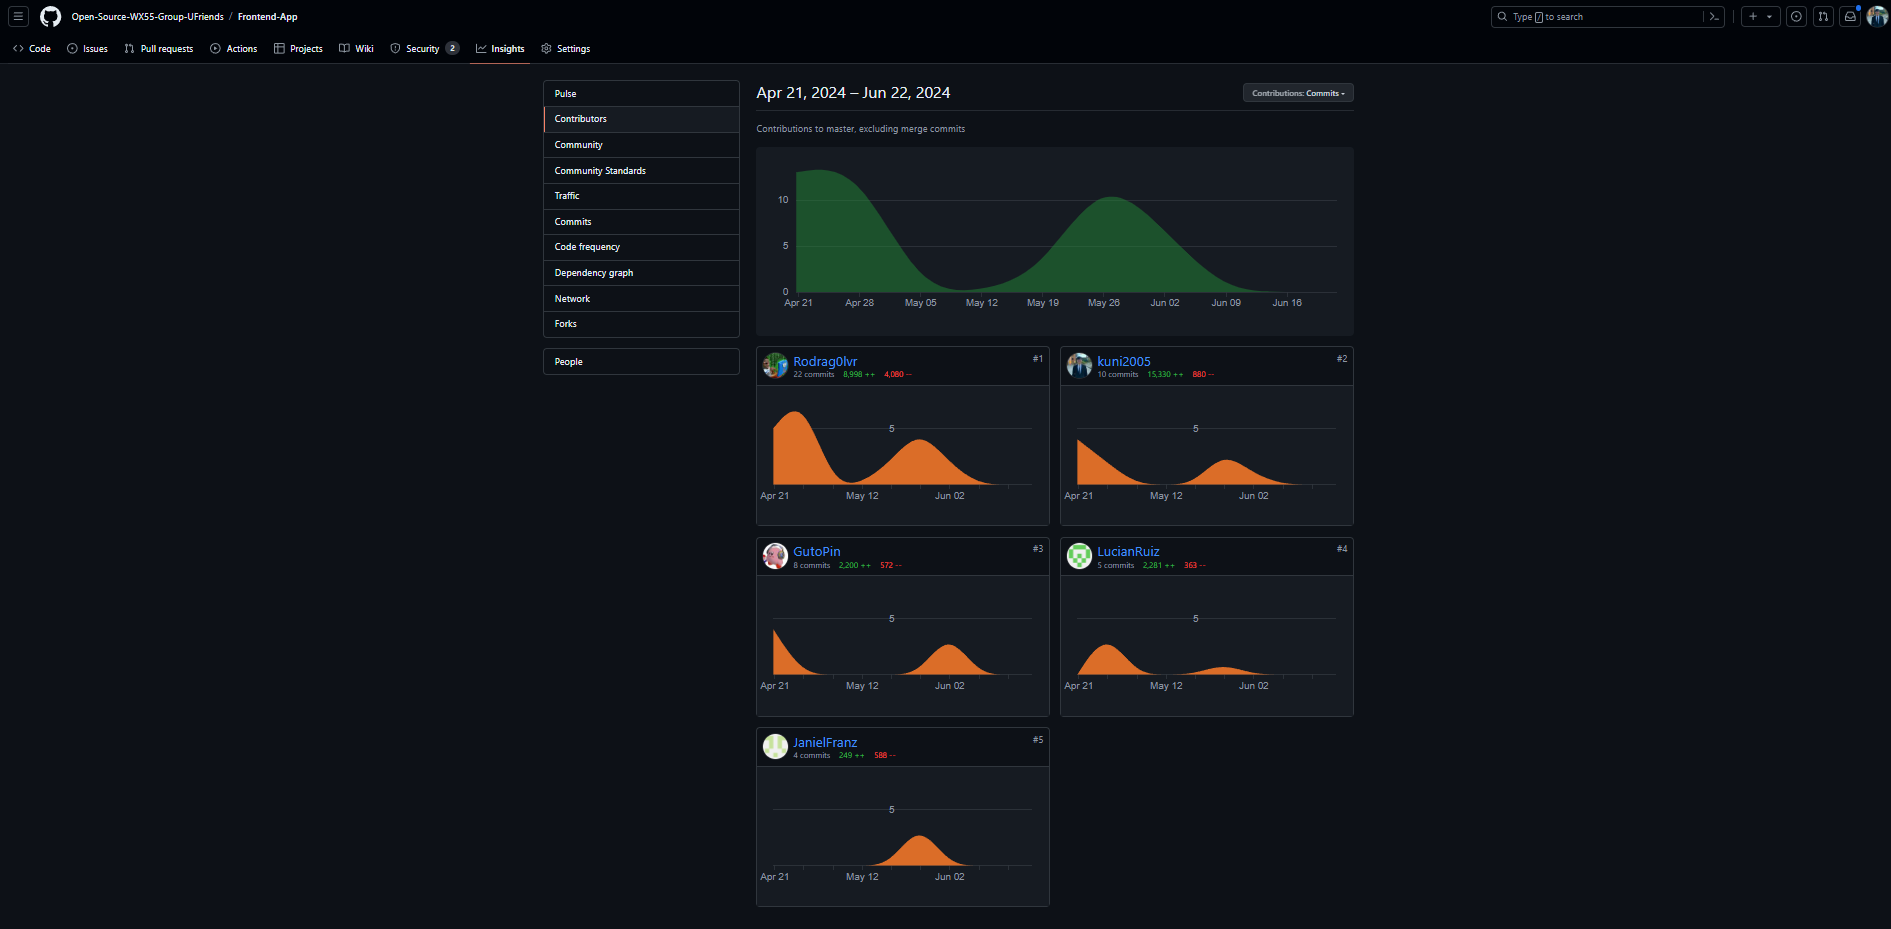 Open-Source-WX55-Group-UFriends / Frontend-App
Type / to search
Code Issues Pull requests Actions Projects Wiki Security 2 Insights Settings
Pulse
Contributors
Community
Community Standards
Traffic
Commits
Code frequency
Dependency graph
Network
Forks
People
Apr 21, 2024 – Jun 22, 2024
Contributions: Commits
Contributions to master, excluding merge commits
10
5
0
Apr 21 Apr 28 May 05 May 12 May 19 May 26 Jun 02 Jun 09 Jun 16
Rodrag0lvr #1
22 commits 8,998 ++ 4,080 --
5
Apr 21 May 12 Jun 02
kuni2005 #2
10 commits 15,330 ++ 880 --
5
Apr 21 May 12 Jun 02
GutoPin #3
8 commits 2,200 ++ 572 --
5
Apr 21 May 12 Jun 02
LucianRuiz #4
5 commits 2,281 ++ 363 --
5
Apr 21 May 12 Jun 02
JanielFranz #5
4 commits 249 ++ 588 --
5
Apr 21 May 12 Jun 02